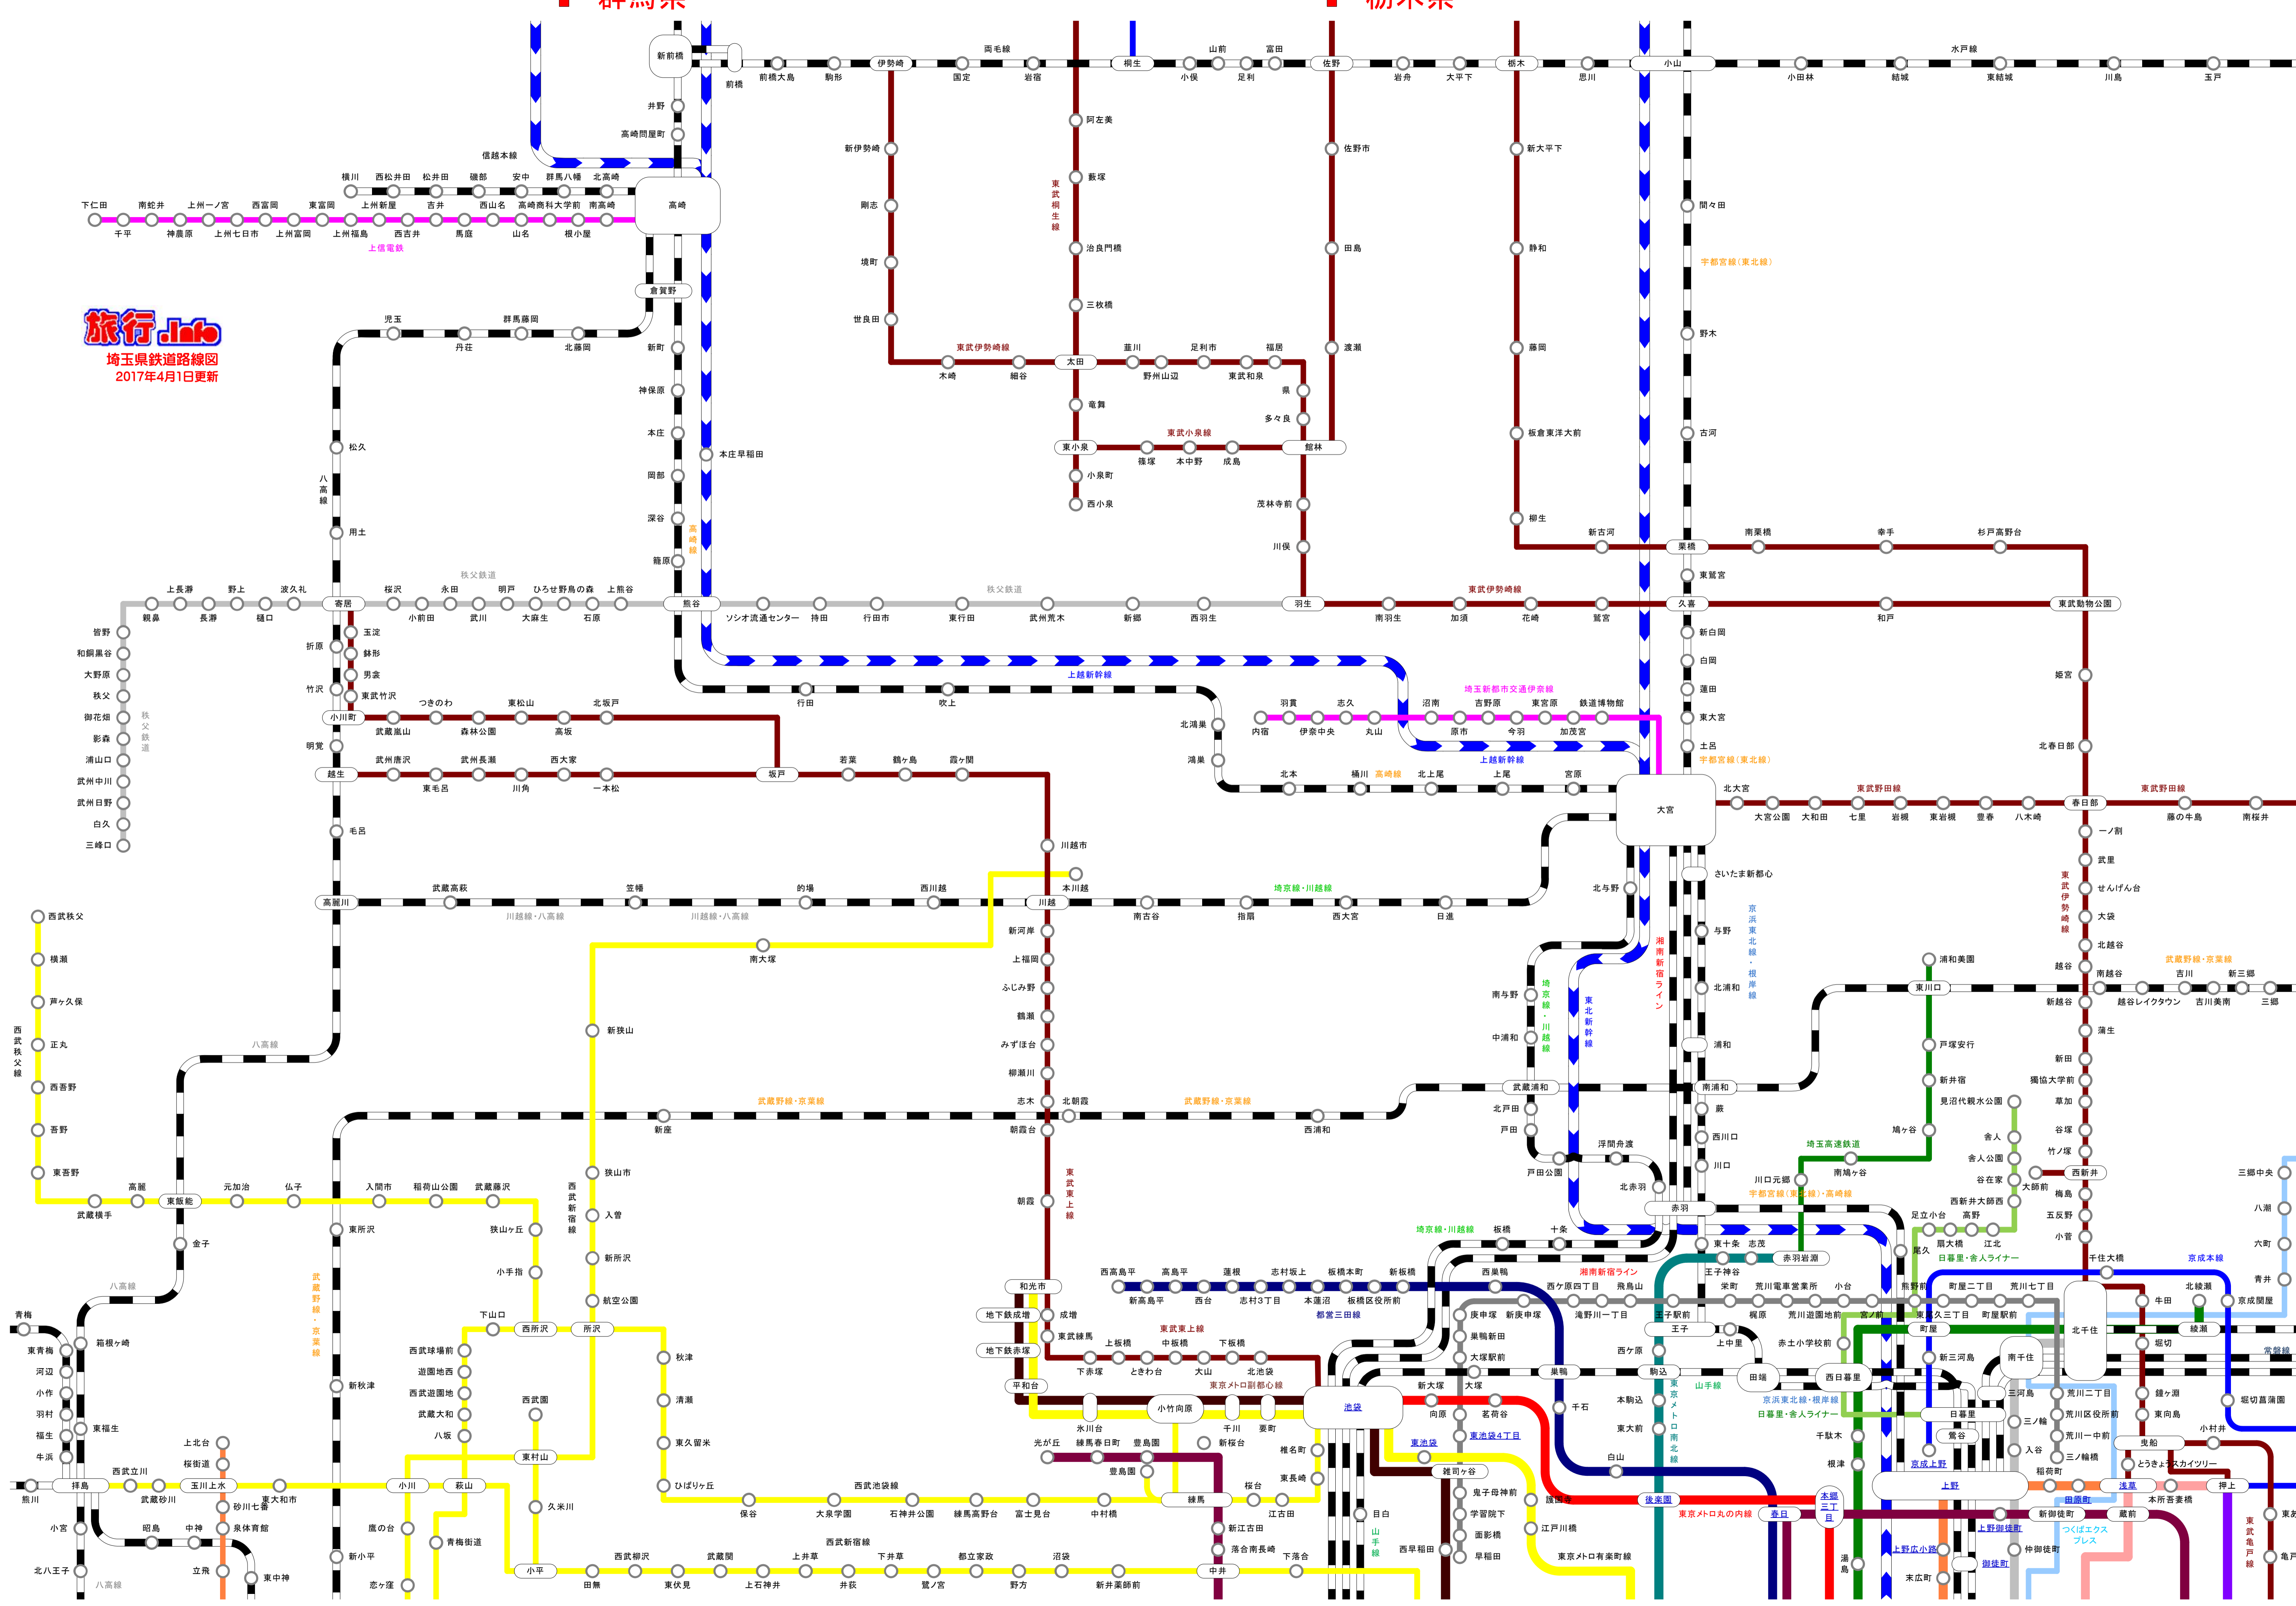 群馬県
栃木県
新前橋
前橋
前橋大島
駒形
伊勢崎
国定
両毛線
岩宿
桐生
小俣
山前
足利
富田
佐野
岩舟
大平下
栃木
思川
小山
小田林
結城
水戸線
東結城
川島
玉戸
井野
高崎問屋町
信越本線
横川
西松井田
松井田
磯部
安中
群馬八幡
北高崎
高崎
下仁田
千平
南蛇井
神農原
上州一ノ宮
上州七日市
西富岡
上州富岡
東富岡
上州福島
上州新屋
西吉井
吉井
馬庭
西山名
山名
高崎商科大学前
根小屋
南高崎
上信電鉄
倉賀野
児玉
丹荘
群馬藤岡
北藤岡
旅行.Info
埼玉県鉄道路線図
2017年4月1日更新
新町
神保原
本庄
岡部
深谷
籠原
高崎線
本庄早稲田
松久
八高線
用土
新伊勢崎
剛志
境町
世良田
東武伊勢崎線
木崎
細谷
太田
韮川
野州山辺
足利市
東武和泉
福居
県
多々良
阿左美
藪塚
東武桐生線
治良門橋
三枚橋
竜舞
東小泉
小泉町
西小泉
東武小泉線
篠塚
本中野
成島
館林
茂林寺前
川俣
佐野市
田島
渡瀬
新大平下
静和
藤岡
板倉東洋大前
柳生
新古河
栗橋
南栗橋
幸手
杉戸高野台
間々田
宇都宮線(東北線)
野木
古河
東鷲宮
上長瀞
野上
波久礼
親鼻
長瀞
樋口
寄居
桜沢
小前田
永田
武川
秩父鉄道
明戸
大麻生
ひろせ野鳥の森
石原
上熊谷
熊谷
ソシオ流通センター
持田
行田市
東行田
秩父鉄道
武州荒木
新郷
西羽生
羽生
南羽生
加須
東武伊勢崎線
花崎
鷲宮
久喜
和戸
東武動物公園
皆野
和銅黒谷
大野原
秩父
御花畑
影森
浦山口
武州中川
武州日野
白久
三峰口
秩父鉄道
折原
竹沢
玉淀
鉢形
男衾
東武竹沢
小川町
武蔵嵐山
つきのわ
森林公園
東松山
高坂
北坂戸
明覚
越生
武州唐沢
東毛呂
武州長瀬
川角
西大家
一本松
坂戸
若葉
鶴ヶ島
霞ヶ関
毛呂
行田
吹上
上越新幹線
北鴻巣
鴻巣
北本
桶川
高崎線
北上尾
上尾
宮原
上越新幹線
埼玉新都市交通伊奈線
内宿
羽貫
伊奈中央
志久
丸山
沼南
原市
吉野原
今羽
東宮原
加茂宮
鉄道博物館
新白岡
白岡
蓮田
東大宮
土呂
宇都宮線(東北線)
大宮
北大宮
大宮公園
大和田
七里
東武野田線
岩槻
東岩槻
豊春
八木崎
春日部
東武野田線
藤の牛島
南桜井
姫宮
北春日部
一ノ割
武里
せんげん台
東武伊勢崎線
大袋
北越谷
越谷
新越谷
南越谷
越谷レイクタウン
吉川
武蔵野線・京葉線
吉川美南
新三郷
三郷
蒲生
新田
獨協大学前
草加
谷塚
竹ノ塚
西新井
大師前
梅島
五反野
小菅
川越市
本川越
高麗川
武蔵高萩
川越線・八高線
笠幡
川越線・八高線
的場
西川越
川越
南古谷
指扇
埼京線・川越線
西大宮
日進
北与野
さいたま新都心
与野
京浜東北線・根岸線
湘南新宿ライン
北浦和
浦和
南与野
中浦和
埼京線・川越線
東北新幹線
武蔵浦和
南浦和
東川口
浦和美園
戸塚安行
新井宿
鳩ヶ谷
埼玉高速鉄道
南鳩ヶ谷
川口元郷
見沼代親水公園
舎人
舎人公園
谷在家
西新井大師西
足立小台
扇大橋
高野
江北
日暮里・舎人ライナー
三郷中央
八潮
六町
青井
北戸田
戸田
戸田公園
浮間舟渡
北赤羽
赤羽
蕨
西川口
川口
宇都宮線(東北線)・高崎線
西武秩父
横瀬
芦ヶ久保
正丸
西吾野
吾野
東吾野
西武秩父線
八高線
武蔵横手
高麗
東飯能
元加治
仏子
入間市
稲荷山公園
武蔵藤沢
狭山ヶ丘
小手指
西所沢
下山口
金子
八高線
箱根ヶ崎
東福生
南大塚
新狭山
狭山市
西武新宿線
入曽
新所沢
航空公園
所沢
新河岸
上福岡
ふじみ野
鶴瀬
みずほ台
柳瀬川
志木
朝霞台
北朝霞
朝霞
東武東上線
和光市
新座
武蔵野線・京葉線
武蔵野線・京葉線
西浦和
東所沢
武蔵野線・京葉線
新秋津
新小平
青梅
東青梅
河辺
小作
羽村
福生
牛浜
熊川
拝島
小宮
北八王子
八高線
昭島
中神
東中神
西武立川
武蔵砂川
玉川上水
上北台
桜街道
砂川七番
泉体育館
立飛
東大和市
小川
鷹の台
恋ヶ窪
萩山
青梅街道
西武球場前
遊園地西
西武遊園地
武蔵大和
八坂
西武園
東村山
久米川
小平
秋津
清瀬
東久留米
ひばりヶ丘
保谷
大泉学園
西武池袋線
石神井公園
練馬高野台
富士見台
中村橋
練馬
田無
西武柳沢
東伏見
武蔵関
上石神井
上井草
西武新宿線
井荻
下井草
鷺ノ宮
都立家政
野方
沼袋
新井薬師前
中井
下落合
地下鉄成増
地下鉄赤塚
平和台
成増
東武練馬
下赤塚
上板橋
ときわ台
東武東上線
中板橋
大山
下板橋
北池袋
東京メトロ副都心線
氷川台
小竹向原
千川
要町
池袋
光が丘
練馬春日町
豊島園
豊島園
新桜台
桜台
江古田
東長崎
椎名町
新江古田
落合南長崎
目白
山手線
西高島平
新高島平
高島平
西台
蓮根
志村3丁目
志村坂上
本蓮沼
板橋本町
都営三田線
板橋区役所前
新板橋
西巣鴨
埼京線・川越線
板橋
十条
湘南新宿ライン
庚申塚
新庚申塚
西ケ原四丁目
滝野川一丁目
飛鳥山
王子駅前
栄町
梶原
荒川電車営業所
荒川遊園地前
小台
宮ノ前
熊野前
東尾久三丁目
町屋二丁目
町屋駅前
荒川七丁目
巣鴨新田
大塚駅前
大塚
新大塚
向原
茗荷谷
東池袋
東池袋4丁目
雑司ヶ谷
鬼子母神前
学習院下
面影橋
早稲田
西早稲田
護国寺
江戸川橋
東京メトロ有楽町線
巣鴨
千石
白山
東十条
王子神谷
志茂
赤羽岩淵
王子
上中里
西ケ原
駒込
東京メトロ南北線
山手線
本駒込
東大前
後楽園
東京メトロ丸の内線
春日
本郷三丁目
湯島
田端
西日暮里
赤土小学校前
京浜東北線・根岸線
日暮里・舎人ライナー
千駄木
根津
尾久
町屋
新三河島
日暮里
鶯谷
京成上野
上野
三河島
南千住
三ノ輪
入谷
荒川二丁目
荒川区役所前
荒川一中前
三ノ輪橋
稲荷町
田原町
浅草
上野御徒町
上野広小路
御徒町
仲御徒町
末広町
新御徒町
つくばエクスプレス
蔵前
本所吾妻橋
押上
とうきょうスカイツリー
曳船
小村井
東武亀戸線
千住大橋
京成本線
北千住
牛田
堀切
鐘ヶ淵
東向島
北綾瀬
綾瀬
京成関屋
常磐線
堀切菖蒲園